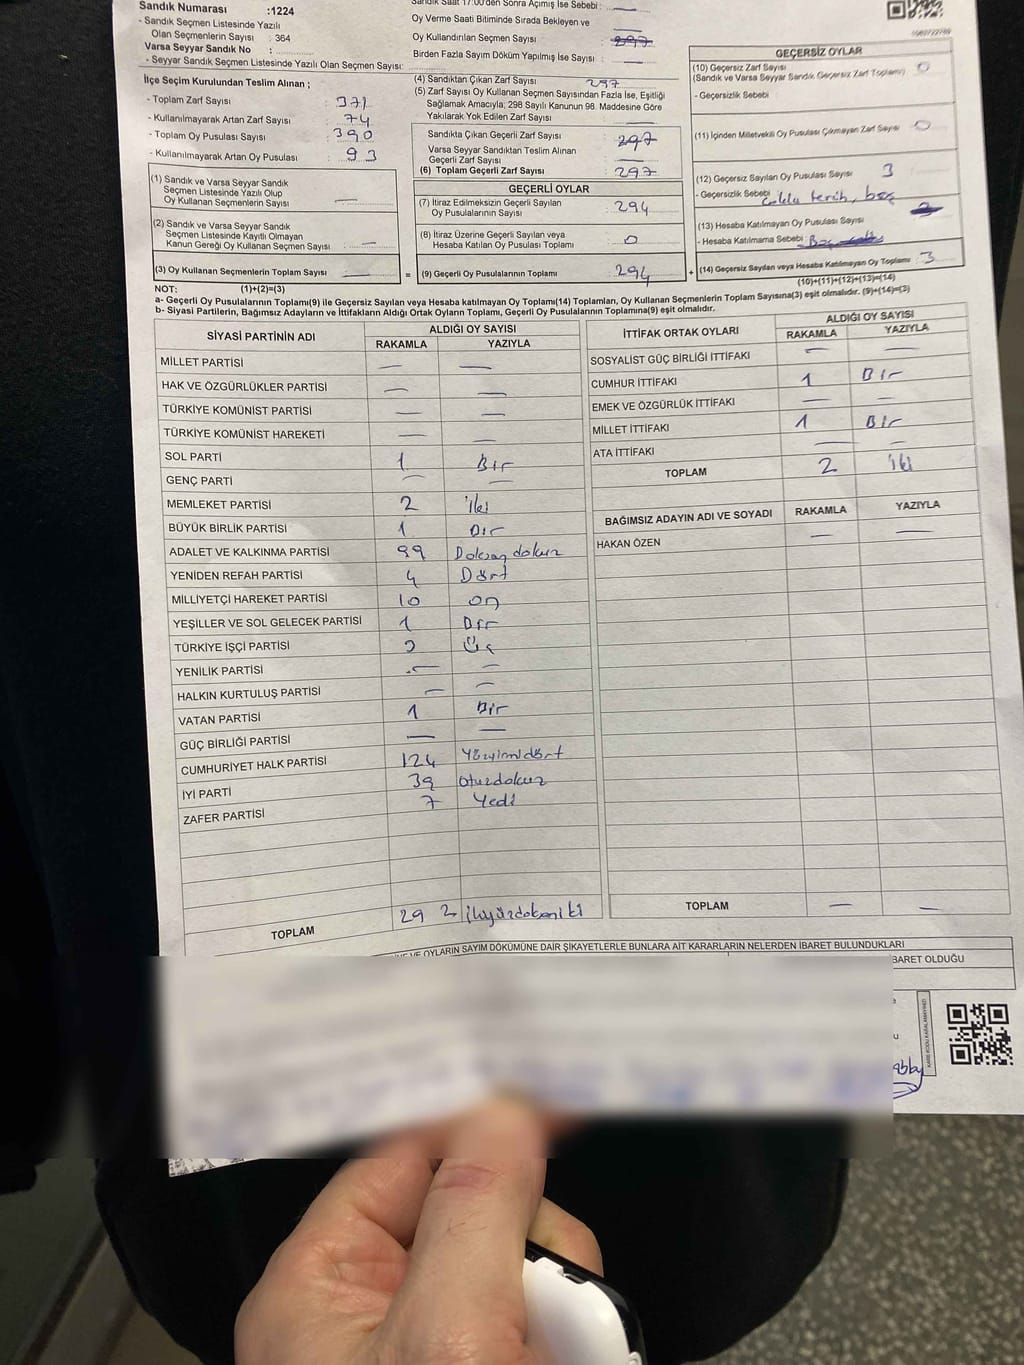 Sandık Numarası :1224
- Sandık Seçmen Listesinde Yazılı
Olan Seçmenlerin Sayısı : 364
Varsa Seyyar Sandık No :
- Seyyar Sandık Seçmen Listesinde Yazılı Olan Seçmen Sayısı:
İlçe Seçim Kurulundan Teslim Alınan ;
- Toplam Zarf Sayısı : 371
- Kullanılmayarak Artan Zarf Sayısı : 74
- Toplam Oy Pusulası Sayısı : 390
- Kullanılmayarak Artan Oy Pusulası : 93
(1) Sandık ve Varsa Seyyar Sandık
Seçmen Listesinde Yazılı Olup
Oy Kullanan Seçmenlerin Sayısı : —
(2) Sandık ve Varsa Seyyar Sandık
Seçmen Listesinde Kayıtlı Olmayan
Kanun Gereği Oy Kullanan Seçmen Sayısı : —
(3) Oy Kullanan Seçmenlerin Toplam Sayısı : —
Sandık Saat 17:00'den Sonra Açılmış İse Sebebi : —
Oy Verme Saati Bitiminde Sırada Bekleyen ve
Oy Kullandırılan Seçmen Sayısı : 297
Birden Fazla Sayım Döküm Yapılmış İse Sayısı : —
(4) Sandıktan Çıkan Zarf Sayısı : 297
(5) Zarf Sayısı Oy Kullanan Seçmen Sayısından Fazla İse, Eşitliği
Sağlamak Amacıyla; 298 Sayılı Kanunun 98. Maddesine Göre
Yakılarak Yok Edilen Zarf Sayısı : —
Sandıkta Çıkan Geçerli Zarf Sayısı : 297
Varsa Seyyar Sandıktan Teslim Alınan
Geçerli Zarf Sayısı : —
(6) Toplam Geçerli Zarf Sayısı : 297
GEÇERLİ OYLAR
(7) İtiraz Edilmeksizin Geçerli Sayılan
Oy Pusulalarının Sayısı : 294
(8) İtiraz Üzerine Geçerli Sayılan veya
Hesaba Katılan Oy Pusulası Toplamı : 0
= (9) Geçerli Oy Pusulalarının Toplamı : 294
GEÇERSİZ OYLAR
(10) Geçersiz Zarf Sayısı : 0
(Sandık ve Varsa Seyyar Sandık Geçersiz Zarf Toplamı)
- Geçersizlik Sebebi :
(11) İçinden Milletvekili Oy Pusulası Çıkmayan Zarf Sayısı : 0
(12) Geçersiz Sayılan Oy Pusulası Sayısı : 3
- Geçersizlik Sebebi : çoklu tercih, boş
(13) Hesaba Katılmayan Oy Pusulası Sayısı
- Hesaba Katılmama Sebebi :
+ (14) Geçersiz Sayılan veya Hesaba Katılmayan Oy Toplamı : 3
NOT: (1)+(2)=(3)
(10)+(11)+(12)+(13)=(14)
a- Geçerli Oy Pusulalarının Toplamı(9) ile Geçersiz Sayılan veya Hesaba katılmayan Oy Toplamı(14) Toplamları, Oy Kullanan Seçmenlerin Toplam Sayısına(3) eşit olmalıdır. (9)+(14)=(3)
b- Siyasi Partilerin, Bağımsız Adayların ve İttifakların Aldığı Ortak Oyların Toplamı, Geçerli Oy Pusulalarının Toplamına(9) eşit olmalıdır.
SİYASİ PARTİNİN ADI ALDIĞI OY SAYISI
RAKAMLA YAZIYLA
MİLLET PARTİSİ — —
HAK VE ÖZGÜRLÜKLER PARTİSİ — —
TÜRKİYE KOMÜNİST PARTİSİ — —
TÜRKİYE KOMÜNİST HAREKETİ — —
SOL PARTİ 1 Bir
GENÇ PARTİ — —
MEMLEKET PARTİSİ 2 İki
BÜYÜK BİRLİK PARTİSİ 1 Bir
ADALET VE KALKINMA PARTİSİ 99 Doksan dokuz
YENİDEN REFAH PARTİSİ 4 Dört
MİLLİYETÇİ HAREKET PARTİSİ 10 on
YEŞİLLER VE SOL GELECEK PARTİSİ 1 Bir
TÜRKİYE İŞÇİ PARTİSİ 3 Üç
YENİLİK PARTİSİ — —
HALKIN KURTULUŞ PARTİSİ — —
VATAN PARTİSİ 1 Bir
GÜÇ BİRLİĞİ PARTİSİ — —
CUMHURİYET HALK PARTİSİ 124 Yüzyirmidört
İYİ PARTİ 39 otuzdokuz
ZAFER PARTİSİ 7 Yedi
TOPLAM 292 ikiyüzdoksaniki
İTTİFAK ORTAK OYLARI ALDIĞI OY SAYISI
RAKAMLA YAZIYLA
SOSYALİST GÜÇ BİRLİĞİ İTTİFAKI — —
CUMHUR İTTİFAKI 1 Bir
EMEK VE ÖZGÜRLÜK İTTİFAKI — —
MİLLET İTTİFAKI 1 Bir
ATA İTTİFAKI — —
TOPLAM 2 İki
BAĞIMSIZ ADAYIN ADI VE SOYADI RAKAMLA YAZIYLA
HAKAN ÖZEN — —
TOPLAM — —
VE OYLARIN SAYIM DÖKÜMÜNE DAİR ŞİKAYETLERLE BUNLARA AİT KARARLARIN NELERDEN İBARET BULUNDUKLARI
BARET OLDUĞU